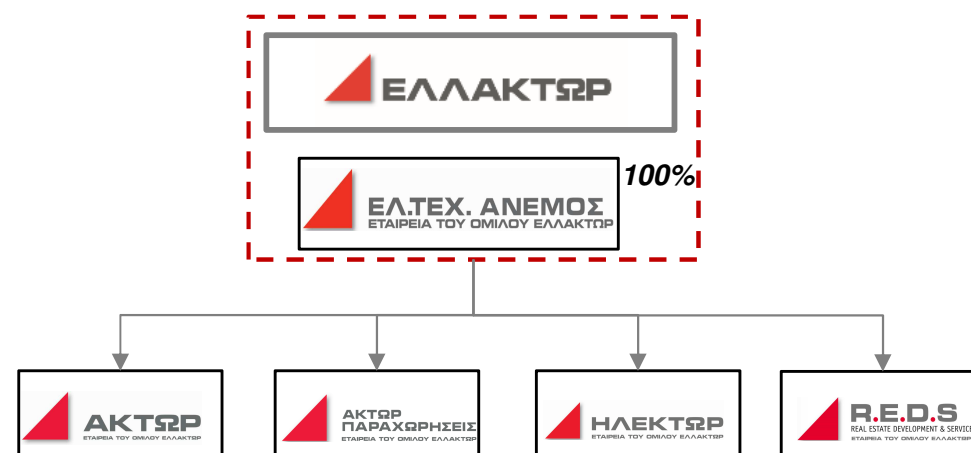 ΕΛΛΑΚΤΩΡ
100%
ΕΛ.ΤΕΧ. ΑΝΕΜΟΣ
ΕΤΑΙΡΕΙΑ ΤΟΥ ΟΜΙΛΟΥ ΕΛΛΑΚΤΩΡ
ΑΚΤΩΡ
ΕΤΑΙΡΕΙΑ ΤΟΥ ΟΜΙΛΟΥ ΕΛΛΑΚΤΩΡ
ΑΚΤΩΡ
ΠΑΡΑΧΩΡΗΣΕΙΣ
ΕΤΑΙΡΕΙΑ ΤΟΥ ΟΜΙΛΟΥ ΕΛΛΑΚΤΩΡ
ΗΛΕΚΤΩΡ
ΕΤΑΙΡΕΙΑ ΤΟΥ ΟΜΙΛΟΥ ΕΛΛΑΚΤΩΡ
R.E.D.S
REAL ESTATE DEVELOPMENT & SERVICE
ΕΤΑΙΡΕΙΑ ΤΟΥ ΟΜΙΛΟΥ ΕΛΛΑΚΤΩΡ